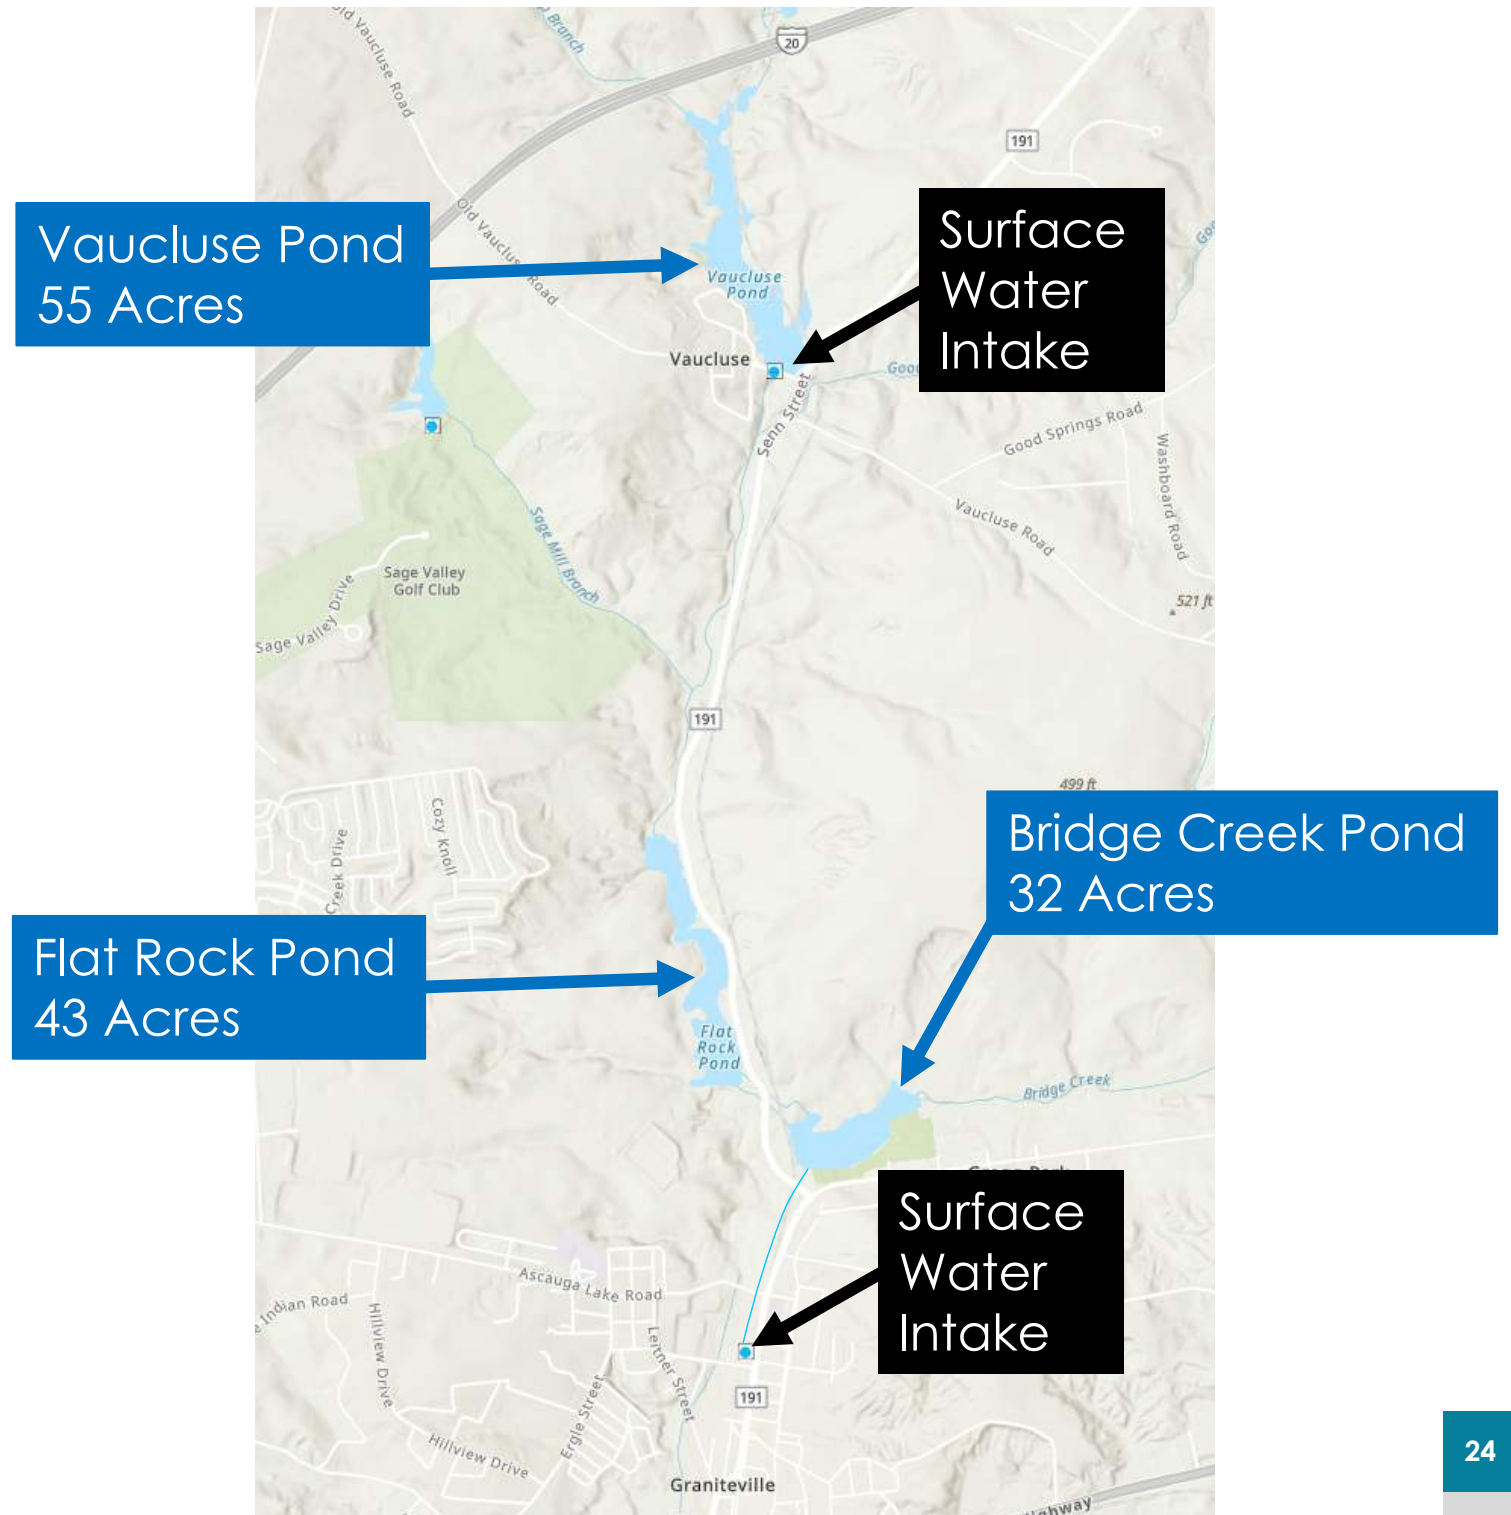 Branch
Old Vaucluse Road
20
191
Vaucluse Pond
55 Acres
Surface
Water
Intake
Old Vaucluse Road
Vaucluse
Pond
Vaucluse
Senn Street
Good Springs Road
Washboard Road
Vaucluse Road
Sage Mill Branch
Sage Valley
Golf Club
Sage Valley Drive
521 ft
191
499 ft
Cozy Knoll
Creek Drive
Bridge Creek Pond
32 Acres
Flat Rock Pond
43 Acres
Flat
Rock
Pond
Bridge Creek
Surface
Water
Intake
Ascauga Lake Road
Road
Hillview Drive
Leitner Street
191
Ergle Street
Hillview Drive
Graniteville
24